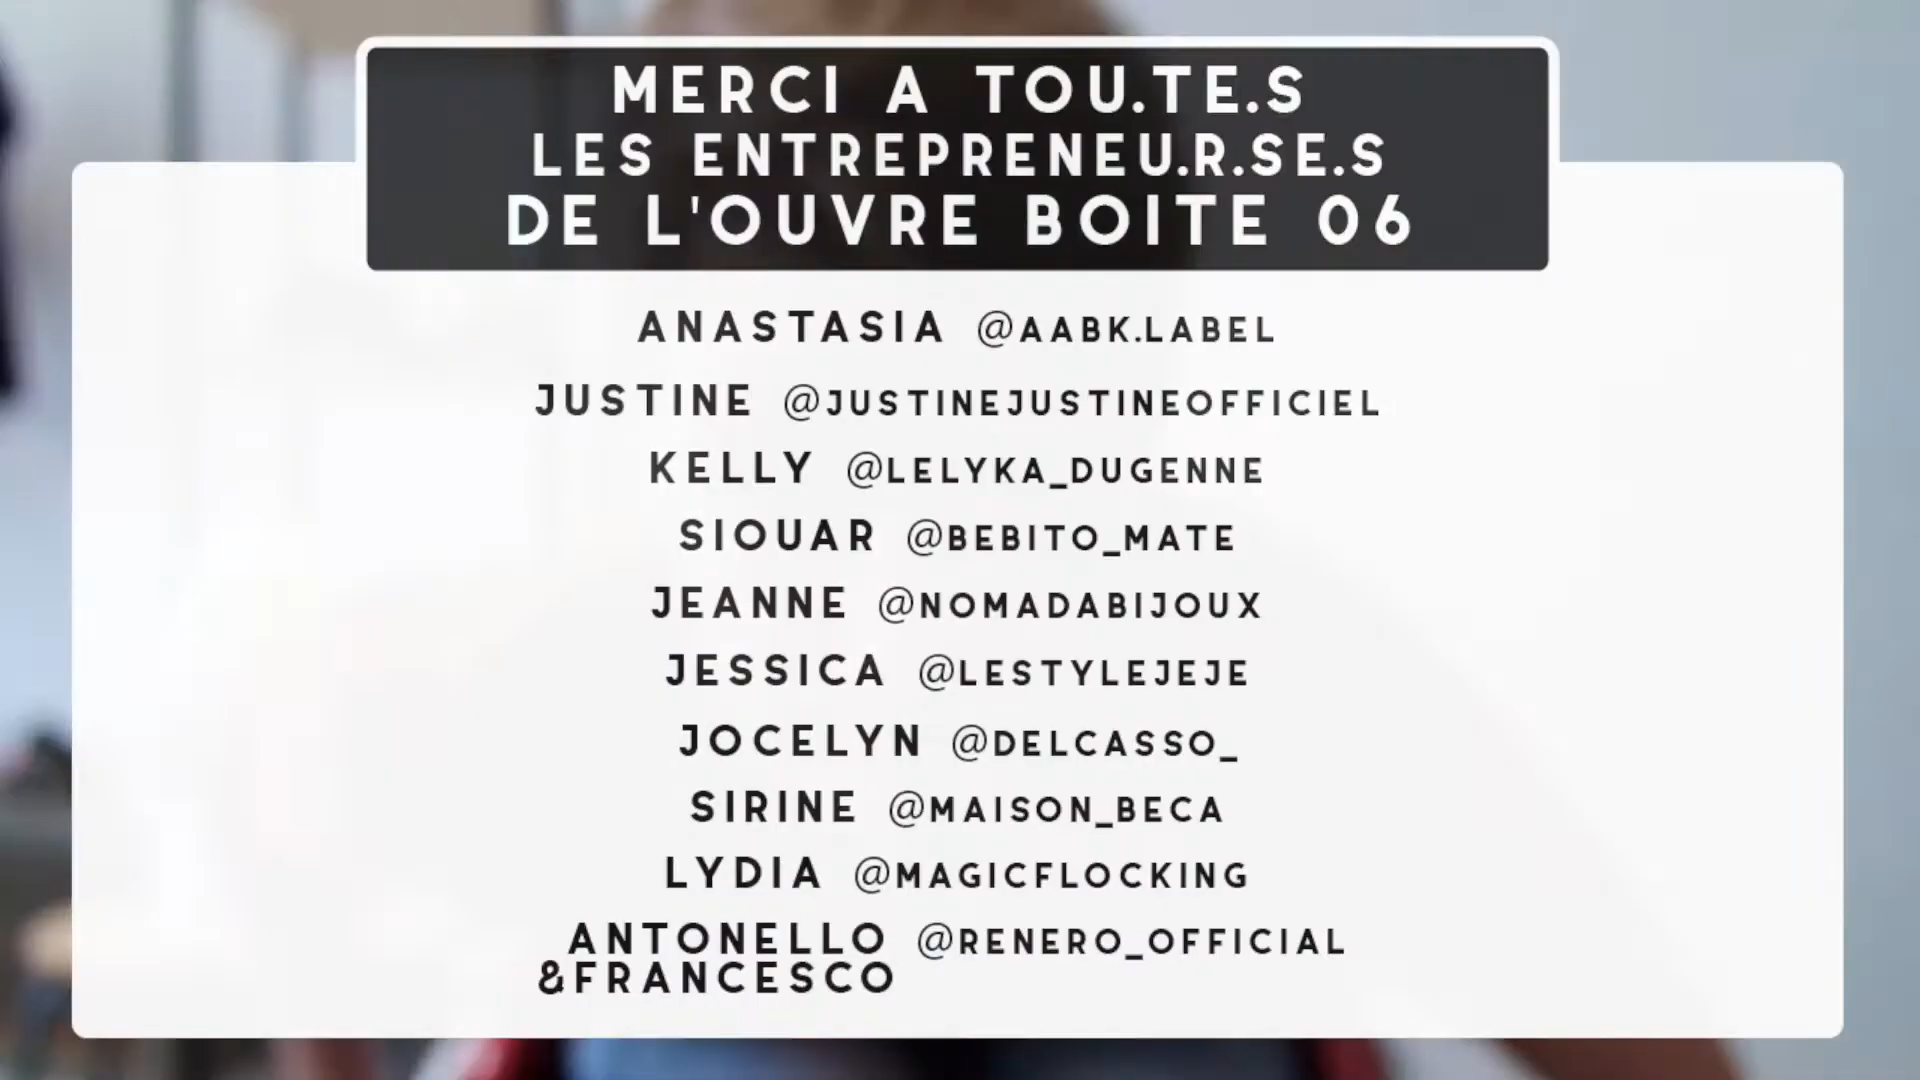 MERCI A TOU.TE.S
LES ENTREPRENEU.R.SE.S
DE L'OUVRE BOITE 06
ANASTASIA @AABK.LABEL
JUSTINE @JUSTINEJUSTINEOFFICIEL
KELLY @LELYKA_DUGENNE
SIOUAR @BEBITO_MATE
JEANNE @NOMADABIJOUX
JESSICA @LESTYLEJEJE
JOCELYN @DELCASSO_
SIRINE @MAISON_BECA
LYDIA @MAGICFLOCKING
ANTONELLO @RENERO_OFFICIAL
&FRANCESCO